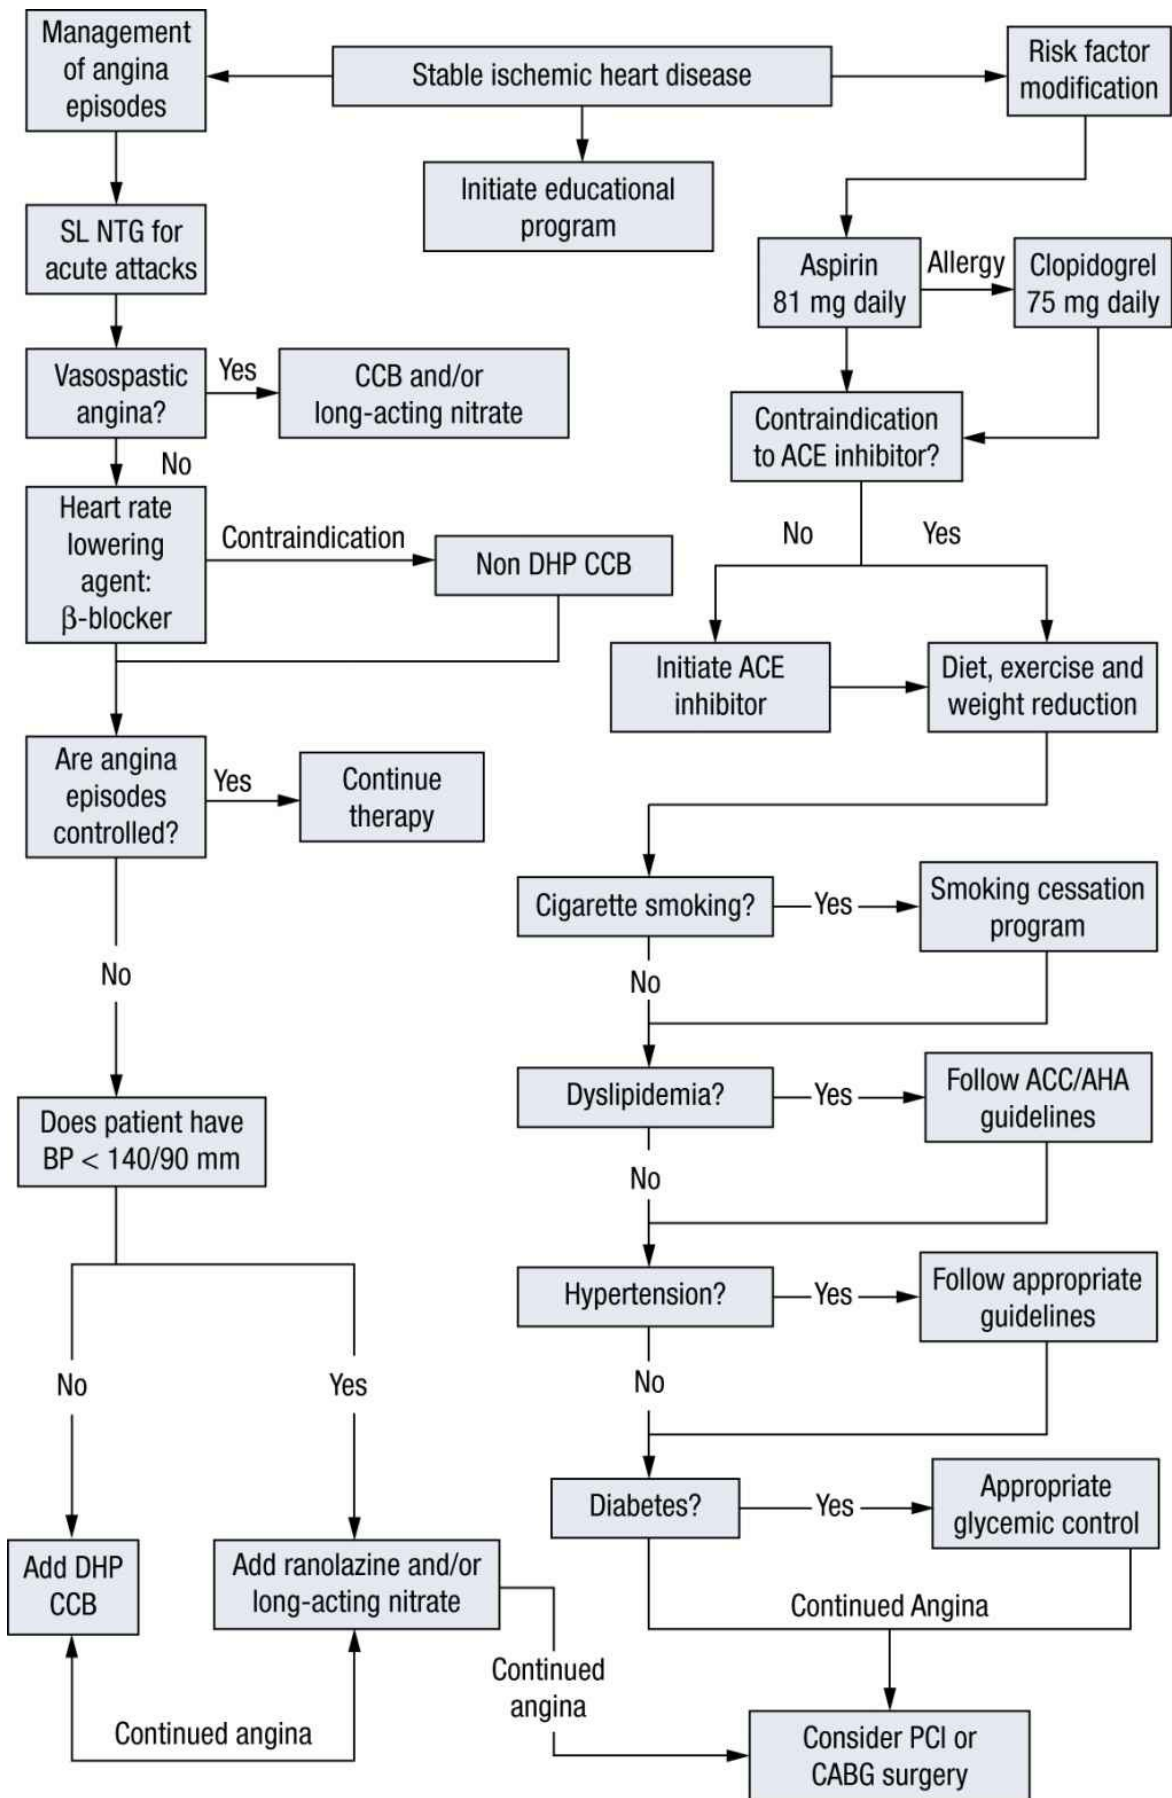 Management
of angina
episodes
Stable ischemic heart disease
Risk factor
modification
Initiate educational
program
SL NTG for
acute attacks
Aspirin
81 mg daily
Allergy
Clopidogrel
75 mg daily
Vasospastic
angina?
Yes
CCB and/or
long-acting nitrate
Contraindication
to ACE inhibitor?
No
Heart rate
lowering
agent:
β-blocker
Contraindication
Non DHP CCB
No
Yes
Initiate ACE
inhibitor
Diet, exercise and
weight reduction
Are angina
episodes
controlled?
Yes
Continue
therapy
Cigarette smoking?
Yes
Smoking cessation
program
No
No
Dyslipidemia?
Yes
Follow ACC/AHA
guidelines
Does patient have
BP < 140/90 mm
No
Hypertension?
Yes
Follow appropriate
guidelines
No
Yes
No
Diabetes?
Yes
Appropriate
glycemic control
Add DHP
CCB
Add ranolazine and/or
long-acting nitrate
Continued Angina
Continued
angina
Continued angina
Consider PCI or
CABG surgery